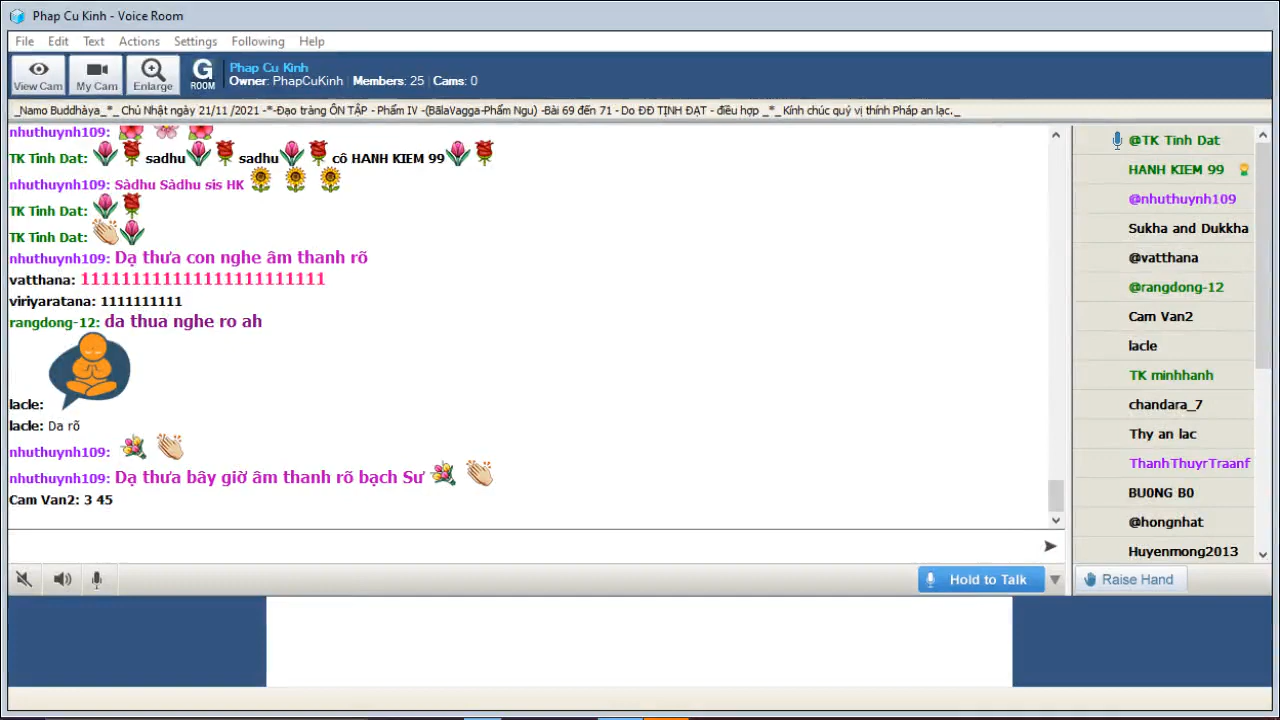 Phap Cu Kinh - Voice Room
File Edit Text Actions Settings Following Help
View Cam My Cam Enlarge G ROOM
Phap Cu Kinh
Owner: PhapCuKinh Members: 25 Cams: 0
_Namo Buddhàya_*_ Chủ Nhật ngày 21/11 /2021 -*-Đạo tràng ÔN TẬP - Phẩm IV -(BālaVagga-Phẩm Ngu) -Bài 69 đến 71 - Do ĐĐ TỊNH ĐẠT - điều hợp _*_ Kính chúc quý vị thính Pháp an lạc._
nhuthuynh109:
TK Tinh Dat: sadhu sadhu cô HANH KIEM 99
nhuthuynh109: Sàdhu Sàdhu sis HK
TK Tinh Dat:
TK Tinh Dat:
nhuthuynh109: Dạ thưa con nghe âm thanh rõ
vatthana: 111111111111111111111111
viriyaratana: 1111111111
rangdong-12: da thua nghe ro ah
lacle:
lacle: Da rõ
nhuthuynh109:
nhuthuynh109: Dạ thưa bây giờ âm thanh rõ bạch Sư
Cam Van2: 3 45
@TK Tinh Dat
HANH KIEM 99
@nhuthuynh109
Sukha and Dukkha
@vatthana
@rangdong-12
Cam Van2
lacle
TK minhhanh
chandara_7
Thy an lac
ThanhThuyrTraanf
BU0NG B0
@hongnhat
Huyenmong2013
Hold to Talk
Raise Hand